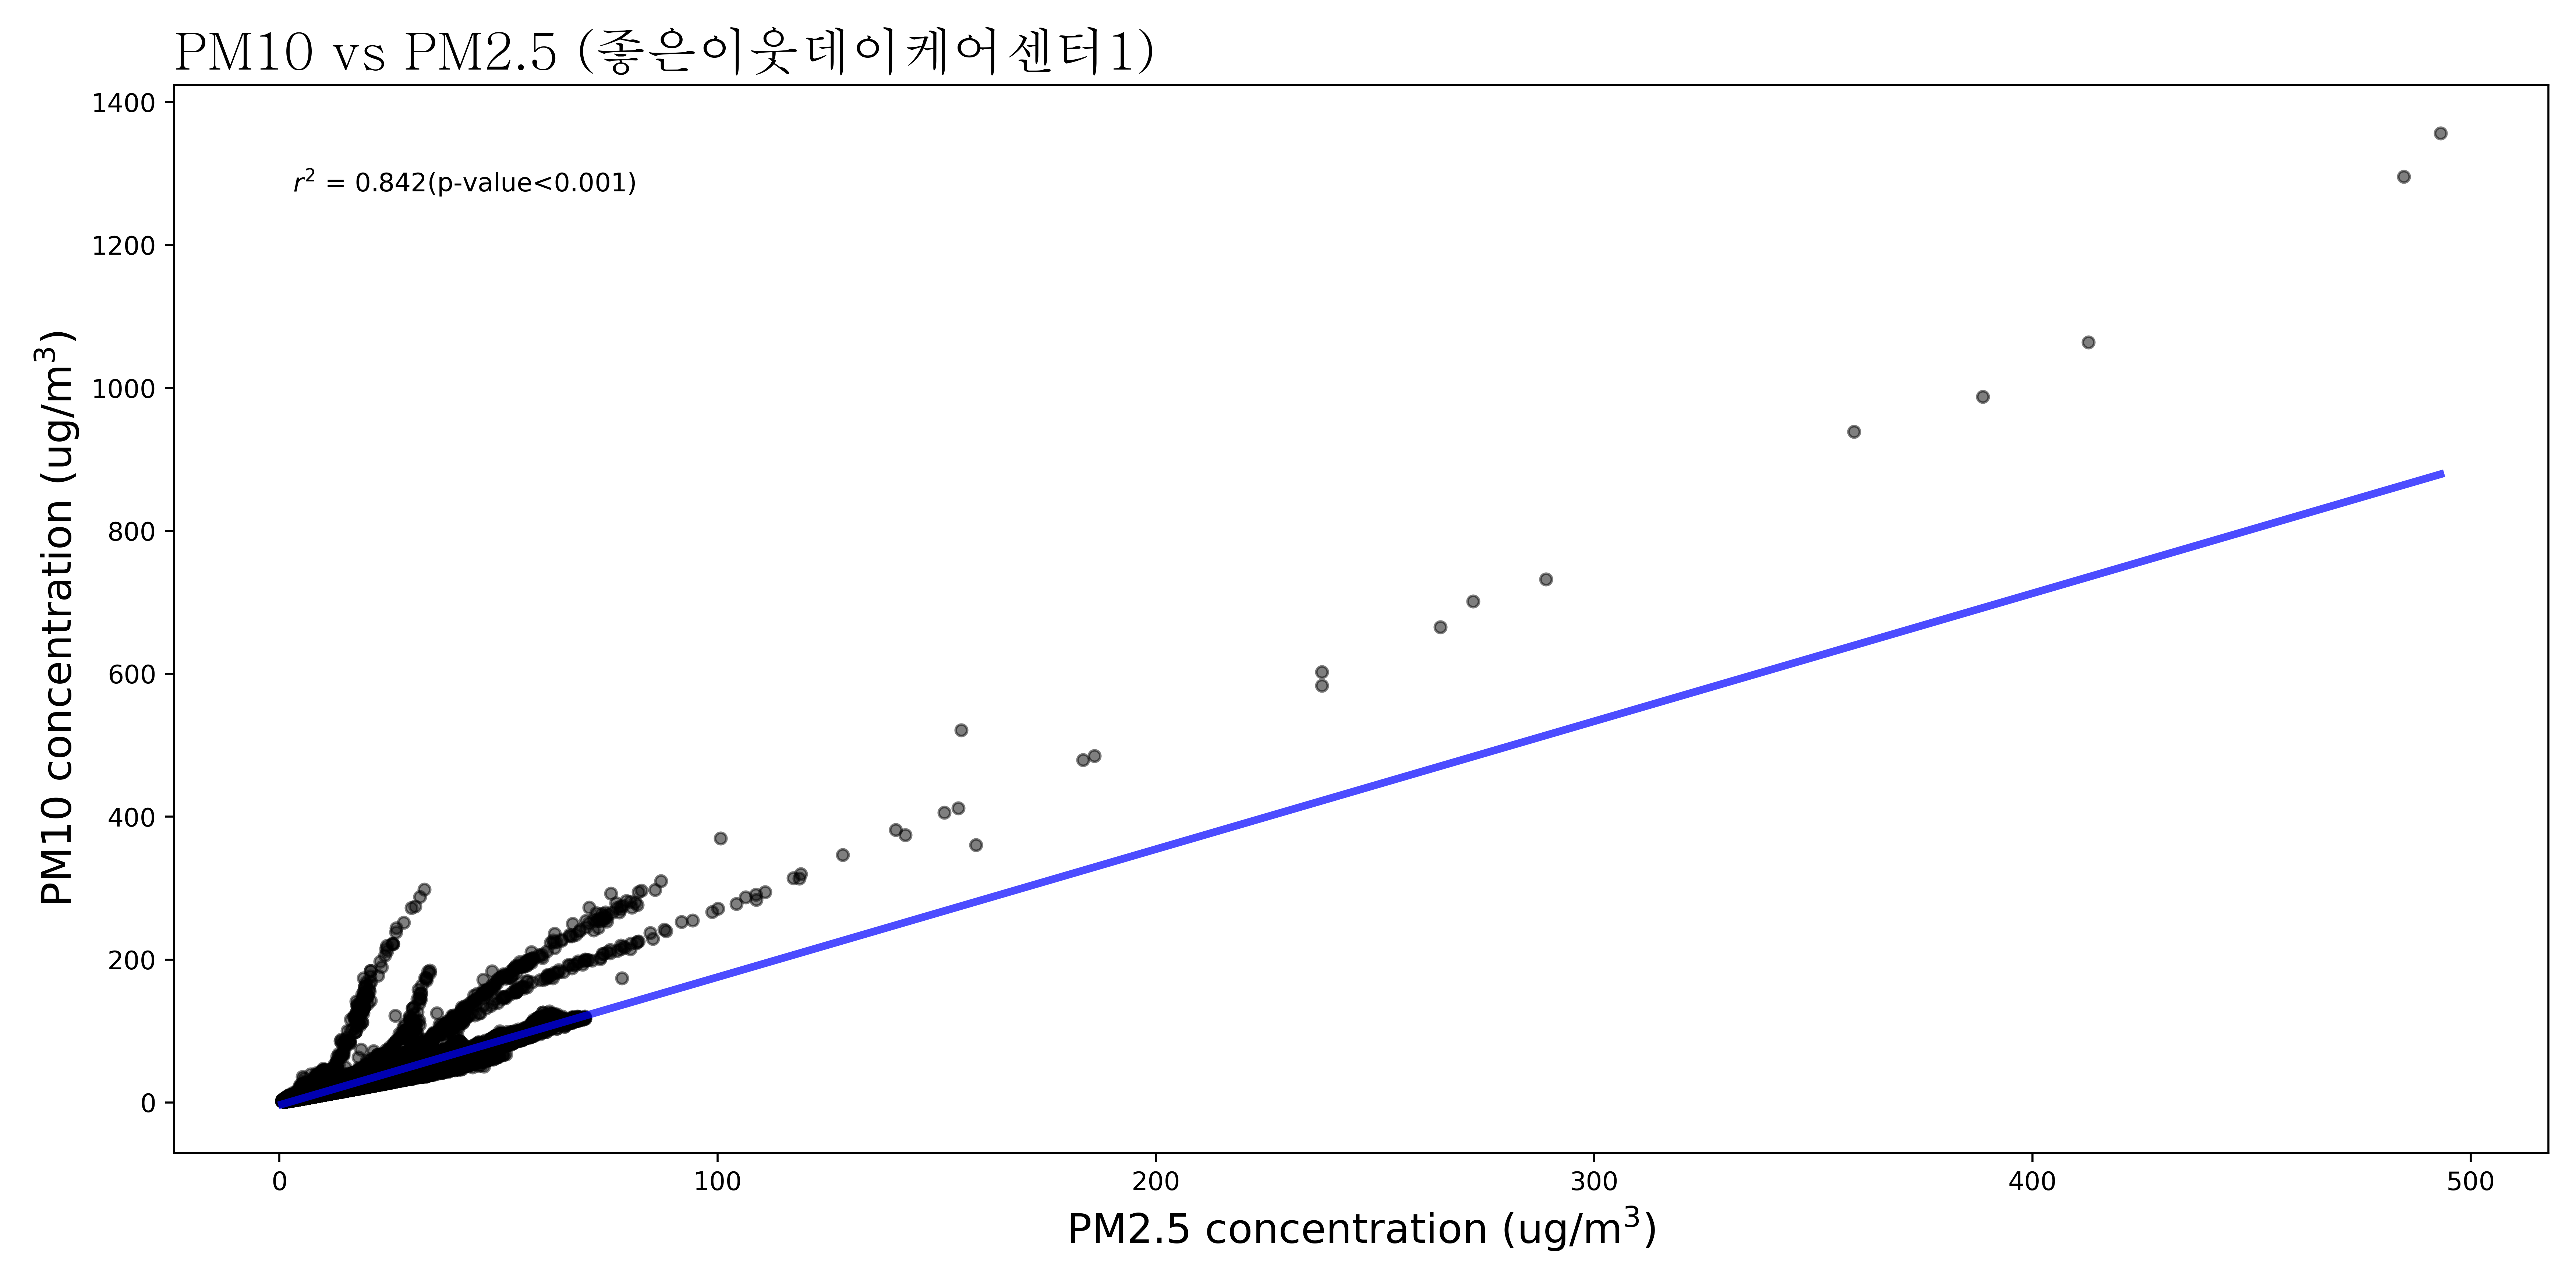 PM10 vs PM2.5 (좋은이웃데이케어센터1)
r² = 0.842(p-value<0.001)
PM10 concentration (ug/m³)
1400
1200
1000
800
600
400
200
0
0 100 200 300 400 500
PM2.5 concentration (ug/m³)